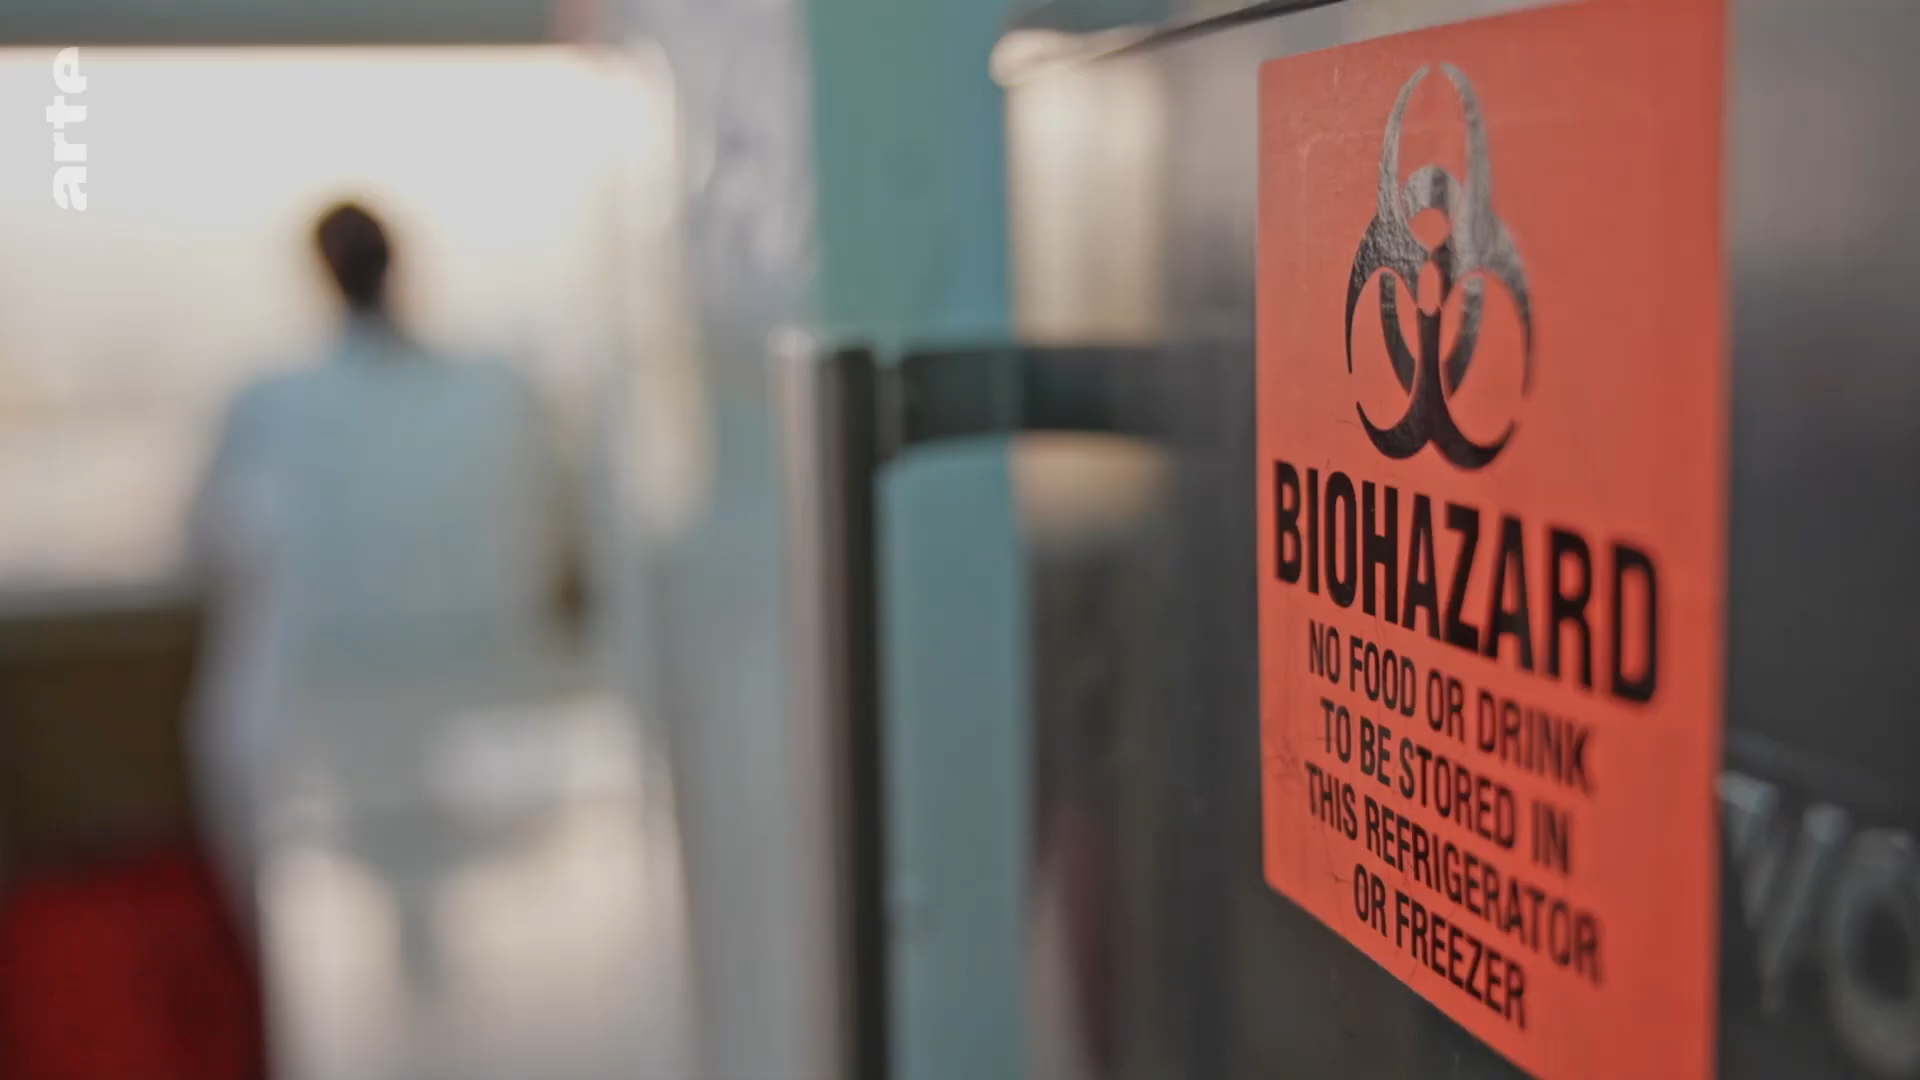 arte
BIOHAZARD
NO FOOD OR DRINK
TO BE STORED IN
THIS REFRIGERATOR
OR FREEZER